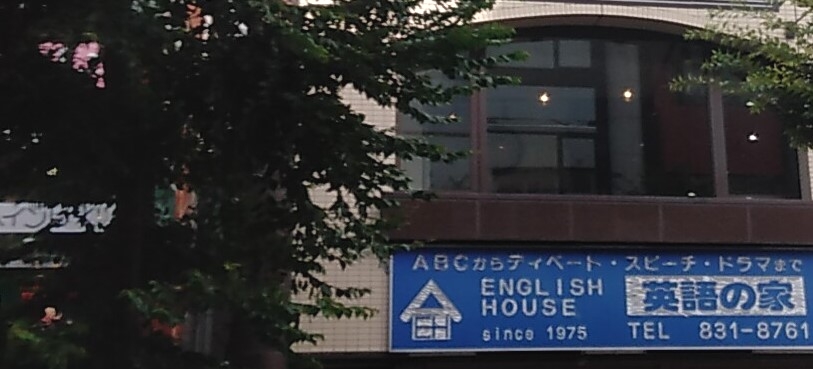 ABCからディベート・スピーチ・ドラマまで
ENGLISH
HOUSE
英語の家
since 1975
TEL 831-8761